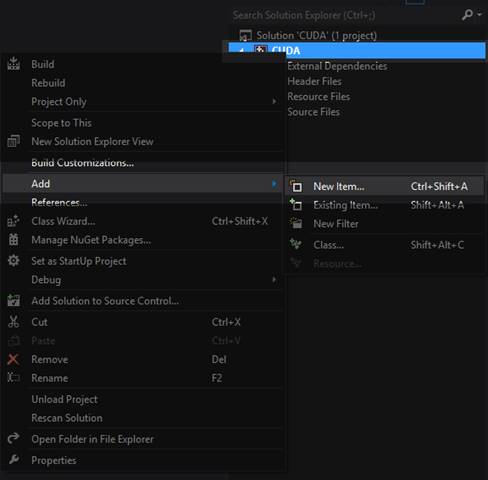 Search Solution Explorer (Ctrl+;)
Solution 'CUDA' (1 project)
CUDA
External Dependencies
Header Files
Resource Files
Source Files
Build
Rebuild
Project Only
Scope to This
New Solution Explorer View
Build Customizations...
Add
References...
Class Wizard... Ctrl+Shift+X
Manage NuGet Packages...
Set as StartUp Project
Debug
Add Solution to Source Control...
Cut Ctrl+X
Paste Ctrl+V
Remove Del
Rename F2
Unload Project
Rescan Solution
Open Folder in File Explorer
Properties
New Item... Ctrl+Shift+A
Existing Item... Shift+Alt+A
New Filter
Class... Shift+Alt+C
Resource...